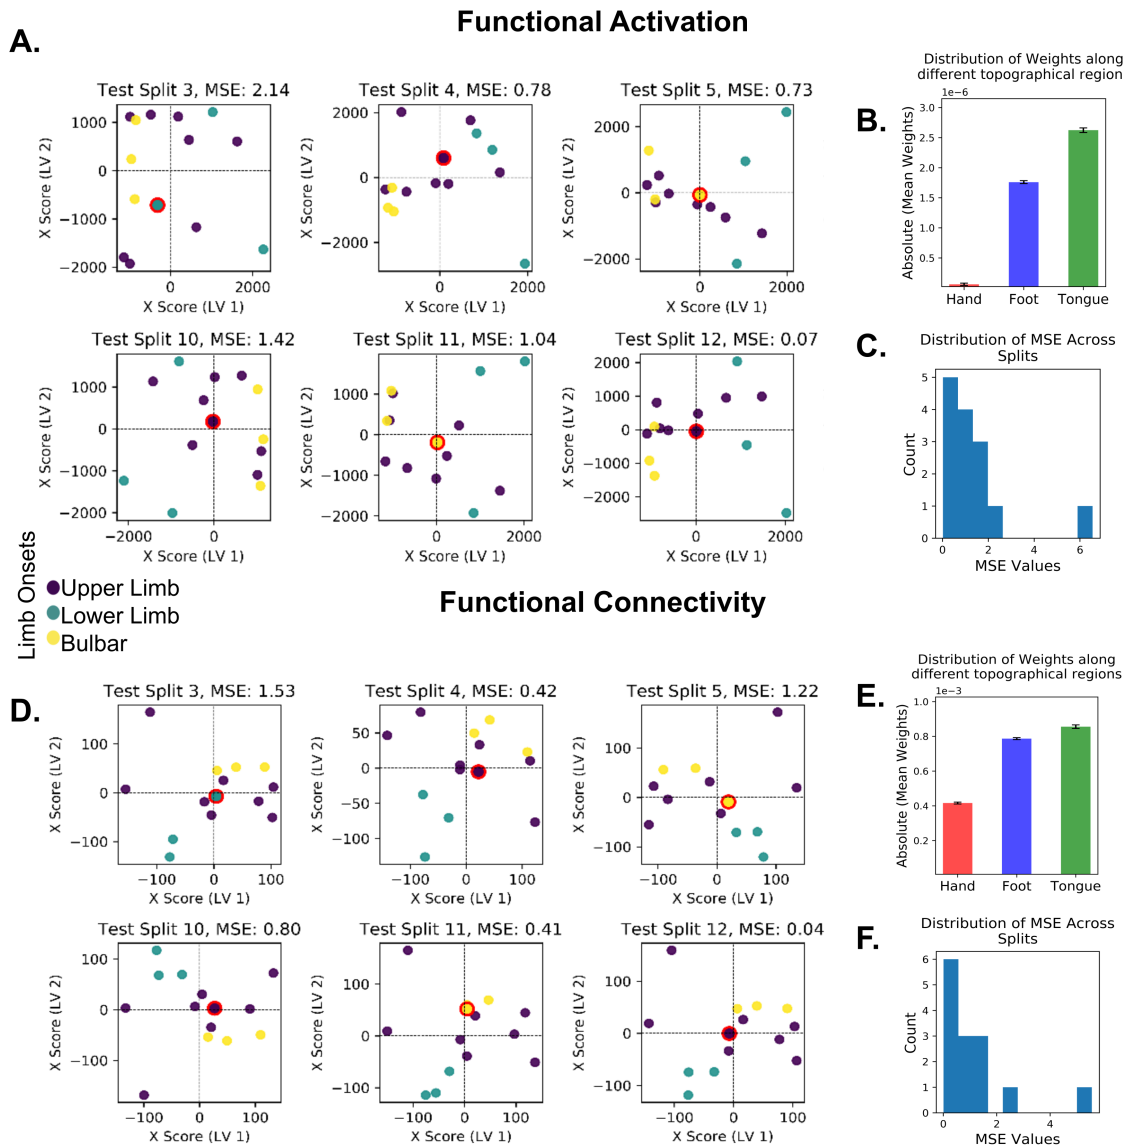 Functional Activation
A.
Test Split 3, MSE: 2.14
X Score (LV 2)
1000
0
−1000
−2000
0
2000
X Score (LV 1)
Test Split 4, MSE: 0.78
X Score (LV 2)
2000
0
−2000
0
2000
X Score (LV 1)
Test Split 5, MSE: 0.73
X Score (LV 2)
2000
0
−2000
0
2000
X Score (LV 1)
Test Split 10, MSE: 1.42
X Score (LV 2)
1000
0
−1000
−2000
−2000
0
X Score (LV 1)
Test Split 11, MSE: 1.04
X Score (LV 2)
1000
0
−1000
−2000
0
2000
X Score (LV 1)
Test Split 12, MSE: 0.07
X Score (LV 2)
2000
1000
0
−1000
−2000
0
2000
X Score (LV 1)
B.
Distribution of Weights along
different topographical region
1e−6
Absolute (Mean Weights)
3.0
2.5
2.0
1.5
1.0
0.5
Hand
Foot
Tongue
C.
Distribution of MSE Across
Splits
Count
5
4
3
2
1
0
0
2
4
6
MSE Values
Limb Onsets
Upper Limb
Lower Limb
Bulbar
Functional Connectivity
D.
Test Split 3, MSE: 1.53
X Score (LV 2)
100
0
−100
−100
0
100
X Score (LV 1)
Test Split 4, MSE: 0.42
X Score (LV 2)
50
0
−50
−100
−100
0
100
X Score (LV 1)
Test Split 5, MSE: 1.22
X Score (LV 2)
100
0
−100
−100
0
100
X Score (LV 1)
Test Split 10, MSE: 0.80
X Score (LV 2)
100
0
−100
−100
0
100
X Score (LV 1)
Test Split 11, MSE: 0.41
X Score (LV 2)
100
0
−100
−100
0
100
X Score (LV 1)
Test Split 12, MSE: 0.04
X Score (LV 2)
100
0
−100
−100
0
100
X Score (LV 1)
E.
Distribution of Weights along
different topographical regions
1e−3
Absolute (Mean Weights)
1.0
0.8
0.6
0.4
0.2
Hand
Foot
Tongue
F.
Distribution of MSE Across
Splits
Count
6
5
4
3
2
1
0
0
2
4
MSE Values